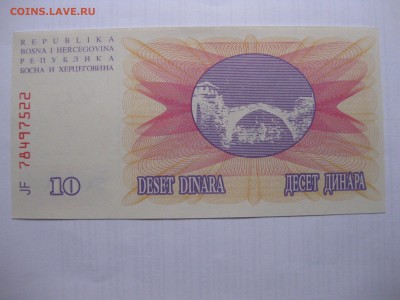 COINS.LAVE.RU
REPUBLIKA
BOSNA I HERCEGOVINA
РЕПУБЛИКА
БОСНА И ХЕРЦЕГОВИНА
JF 78497522
10
DESET DINARA
ДЕСЕТ ДИНАРА